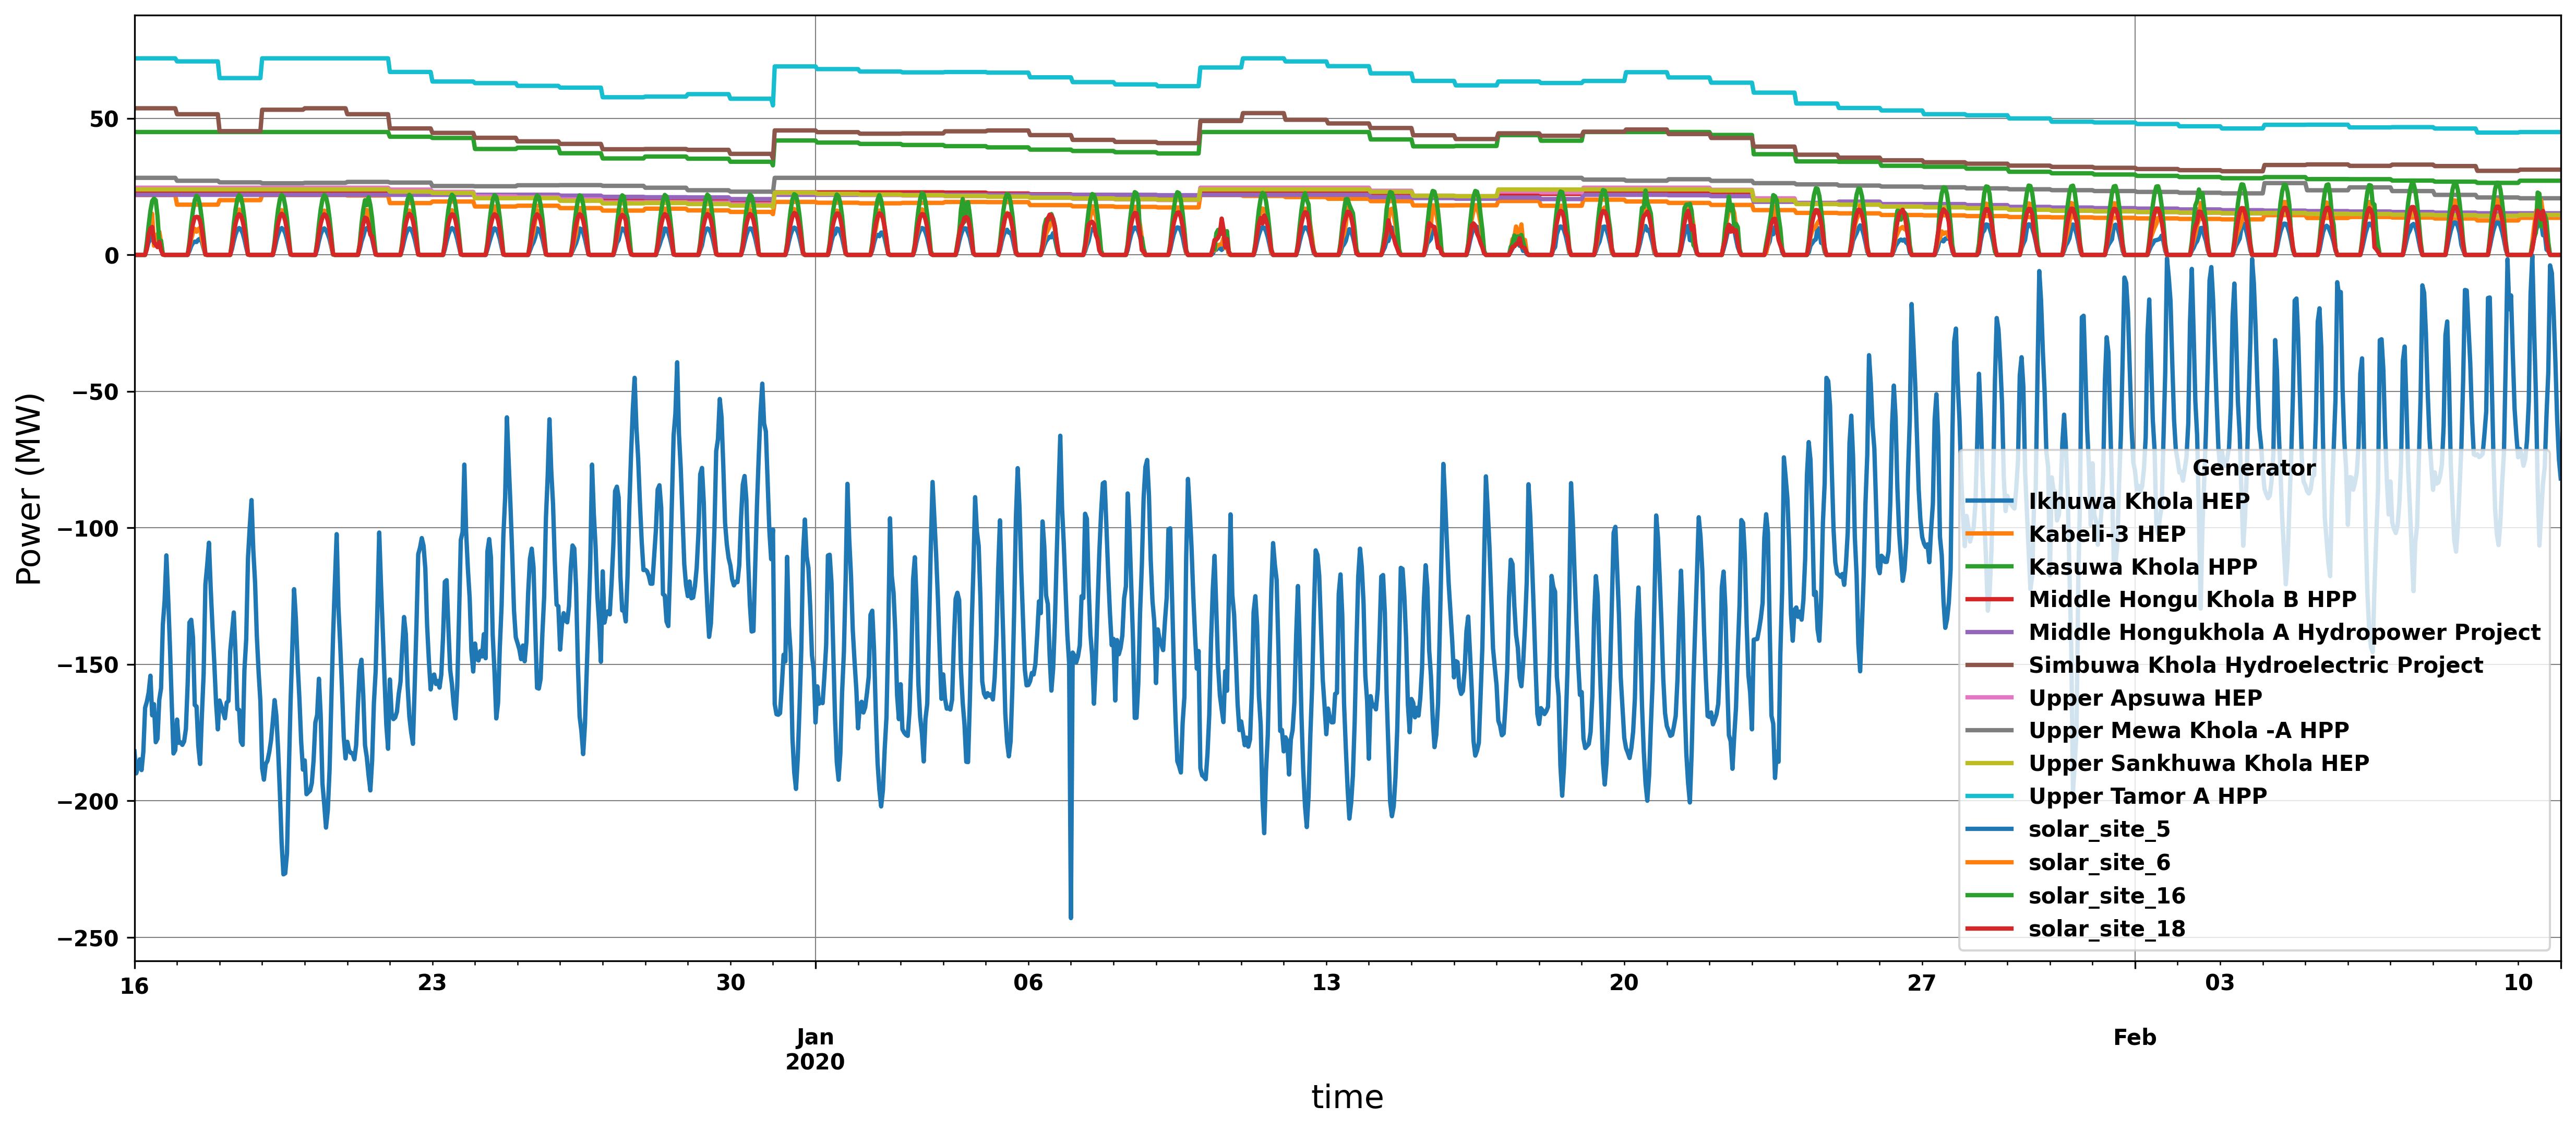 50
0
−50
−100
−150
−200
−250
Power (MW)
Generator
Ikhuwa Khola HEP
Kabeli-3 HEP
Kasuwa Khola HPP
Middle Hongu Khola B HPP
Middle Hongukhola A Hydropower Project
Simbuwa Khola Hydroelectric Project
Upper Apsuwa HEP
Upper Mewa Khola -A HPP
Upper Sankhuwa Khola HEP
Upper Tamor A HPP
solar_site_5
solar_site_6
solar_site_16
solar_site_18
16 23 30 06 13 20 27 03 10
Jan Feb
2020
time